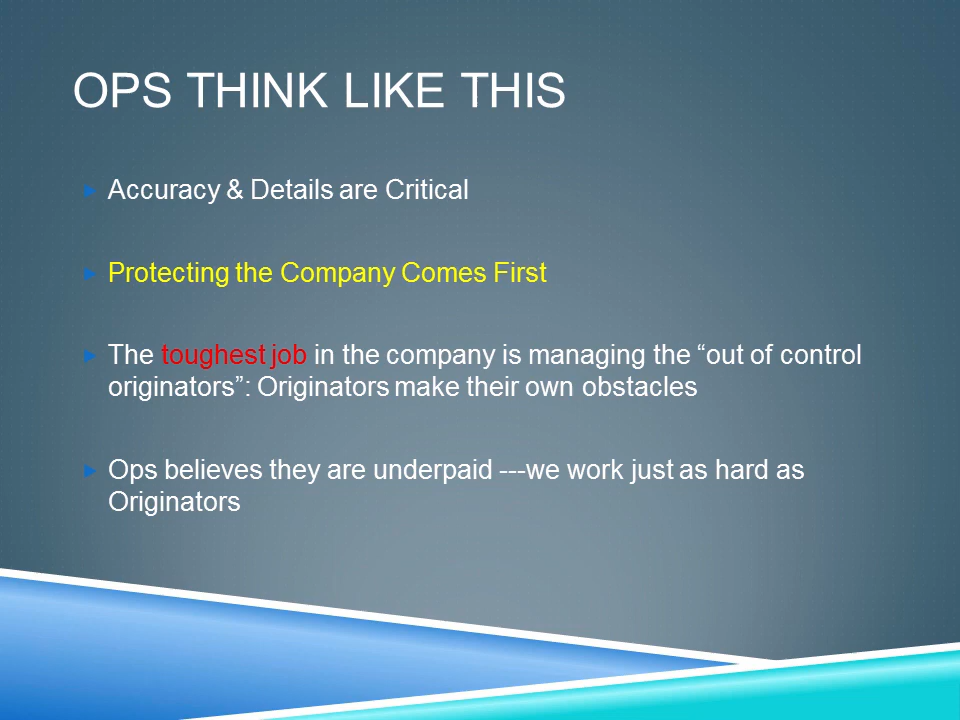 OPS THINK LIKE THIS
Accuracy & Details are Critical
Protecting the Company Comes First
The toughest job in the company is managing the “out of control
originators”: Originators make their own obstacles
Ops believes they are underpaid ---we work just as hard as
Originators